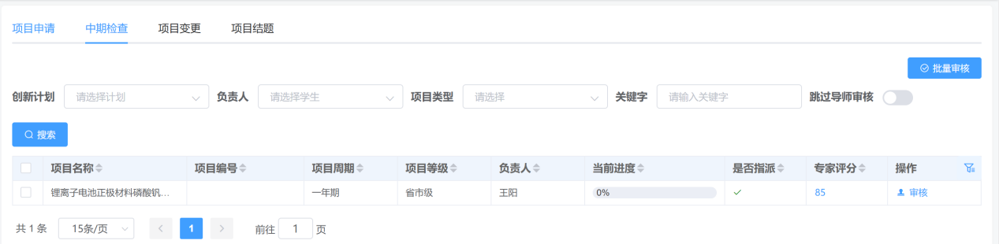 项目申请 中期检查 项目变更 项目结题
批量审核
创新计划 请选择计划 负责人 请选择学生 项目类型 请选择 关键字 请输入关键字 跳过导师审核
搜索
项目名称 项目编号 项目周期 项目等级 负责人 当前进度 是否指派 专家评分 操作
锂离子电池正极材料磷酸钒... 一年期 省市级 王阳 0% 85 审核
共 1 条 15条/页 1 前往 1 页